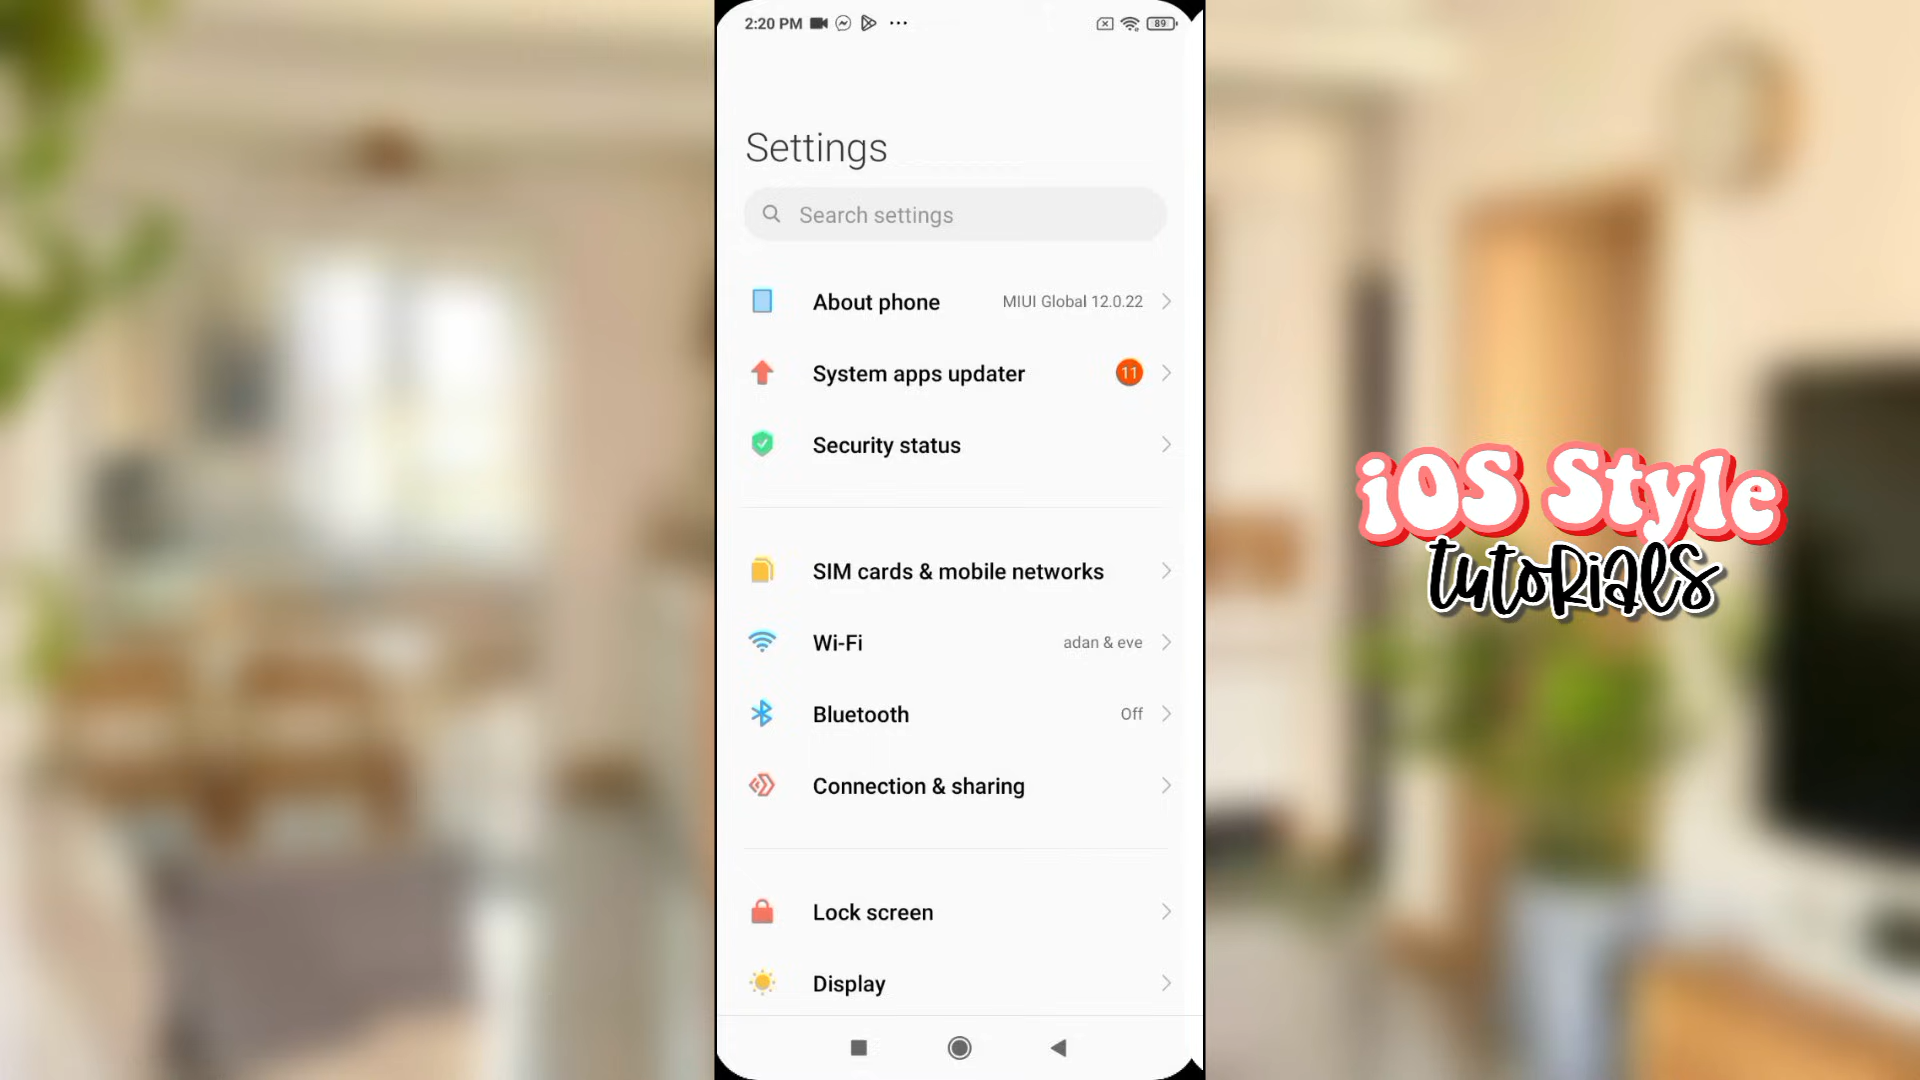 2:20 PM
89
Settings
Search settings
About phone
MIUI Global 12.0.22
System apps updater
11
Security status
SIM cards & mobile networks
Wi-Fi
adan & eve
Bluetooth
Off
Connection & sharing
Lock screen
Display
iOS Style
tutoRiaLs